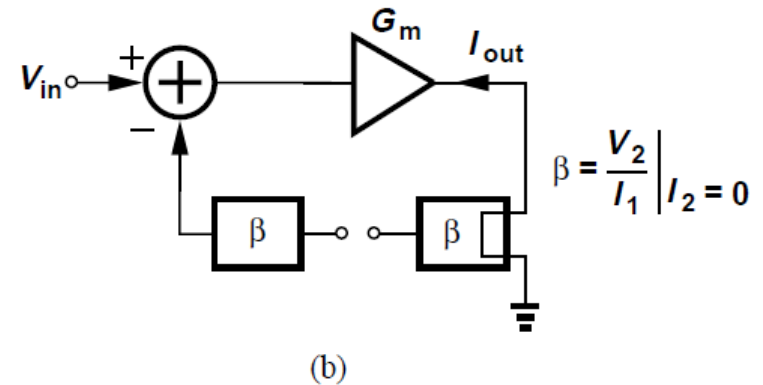 G_m
I_out
+
V_in
+
−
β = V_2 / I_1 | I_2 = 0
β
β
(b)